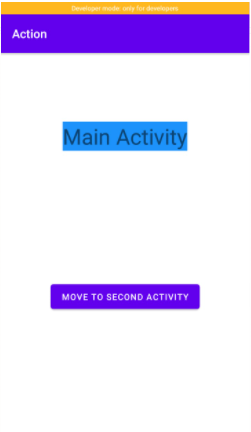 Developer mode: only for developers
Action
Main Activity
MOVE TO SECOND ACTIVITY